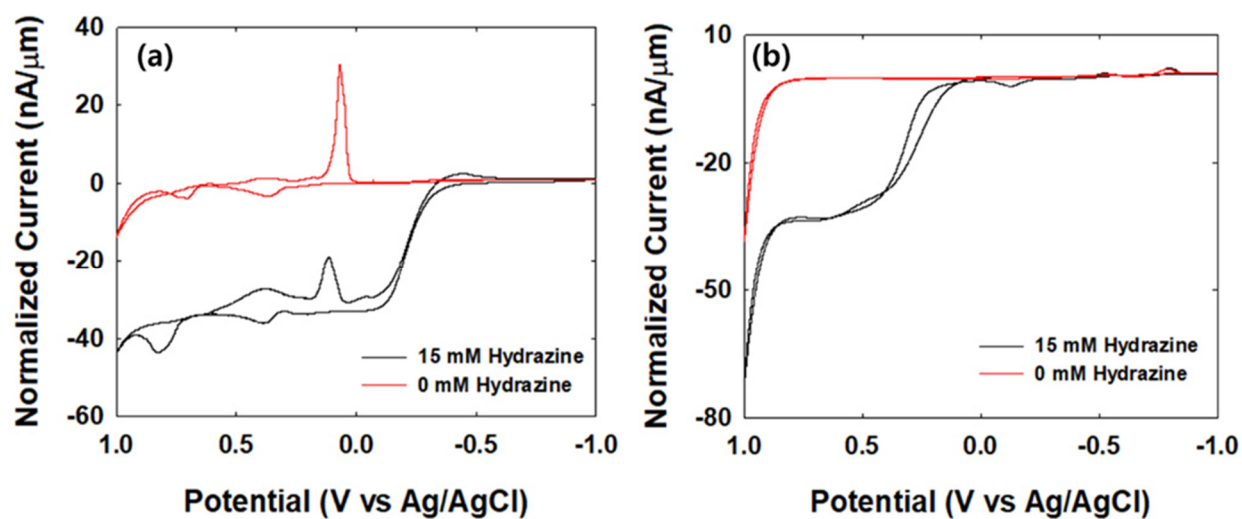 (a)
Normalized Current (nA/μm)
40
20
0
-20
-40
-60
15 mM Hydrazine
0 mM Hydrazine
1.0 0.5 0.0 -0.5 -1.0
Potential (V vs Ag/AgCl)
(b)
Normalized Current (nA/μm)
10
-20
-50
-80
15 mM Hydrazine
0 mM Hydrazine
1.0 0.5 0.0 -0.5 -1.0
Potential (V vs Ag/AgCl)